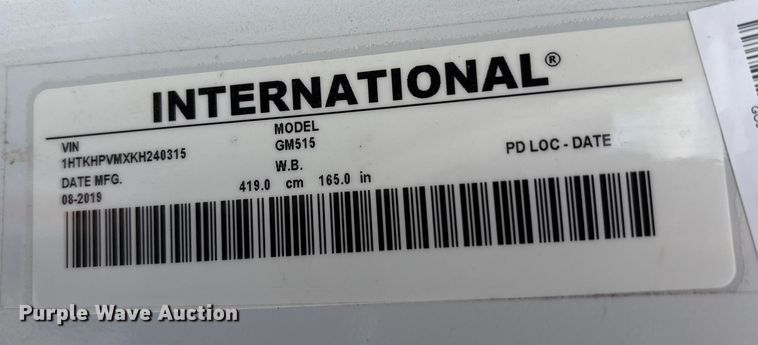 INTERNATIONAL®
VIN
1HTKHPVMXKH240315
MODEL
GM515
DATE MFG.
08-2019
W.B.
419.0 cm 165.0 in
PD LOC - DATE
Purple Wave Auction